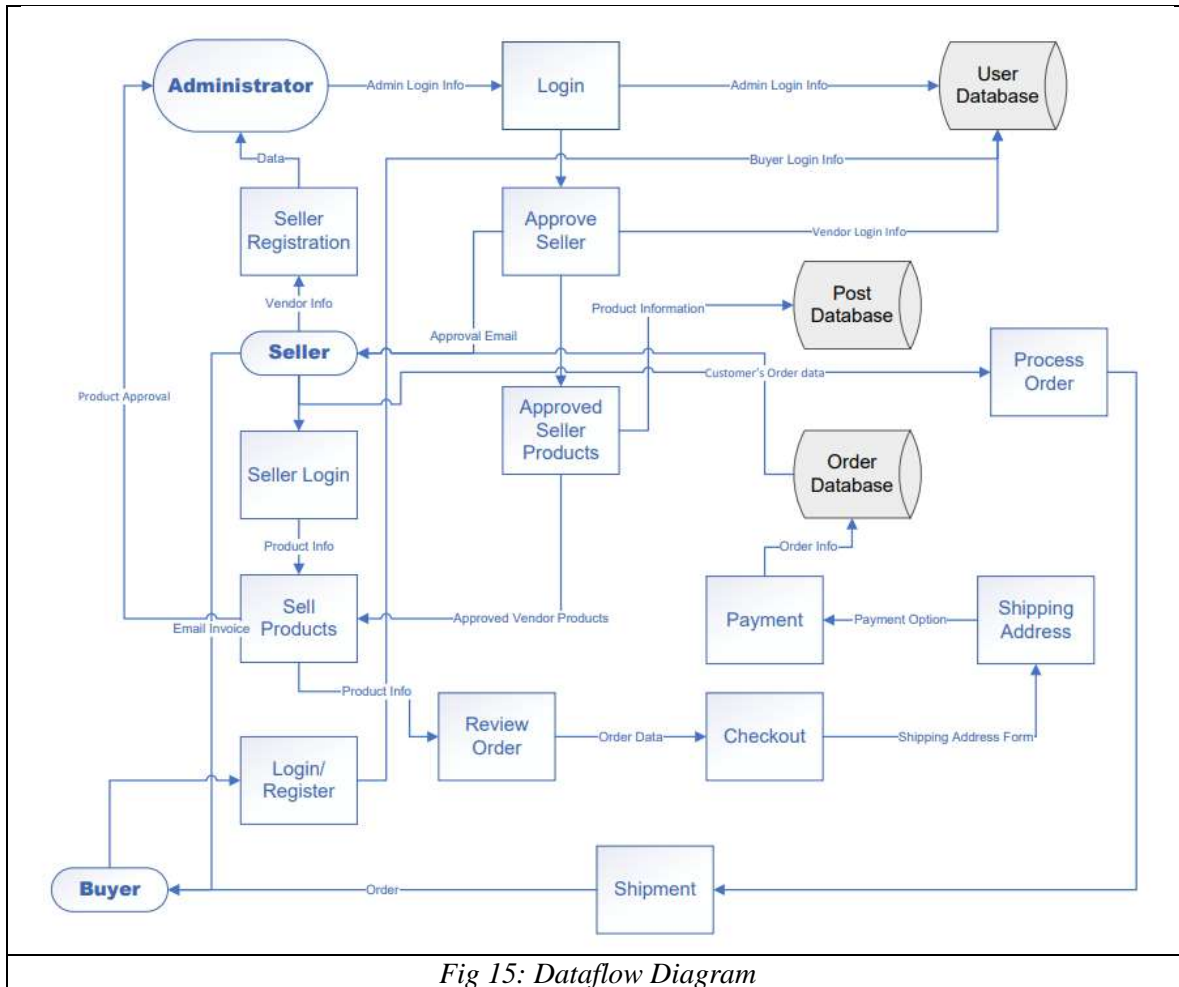 Administrator
Admin Login Info
Login
Admin Login Info
User
Database
Data
Buyer Login Info
Seller
Registration
Approve
Seller
Vendor Login Info
Vendor Info
Product Information
Post
Database
Approval Email
Seller
Process
Order
Customer's Order data
Product Approval
Approved
Seller
Products
Seller Login
Order
Database
Product Info
Order Info
Sell
Products
Approved Vendor Products
Payment
Payment Option
Shipping
Address
Email Invoice
Product Info
Review
Order
Order Data
Checkout
Shipping Address Form
Login/
Register
Buyer
Order
Shipment
Fig 15: Dataflow Diagram